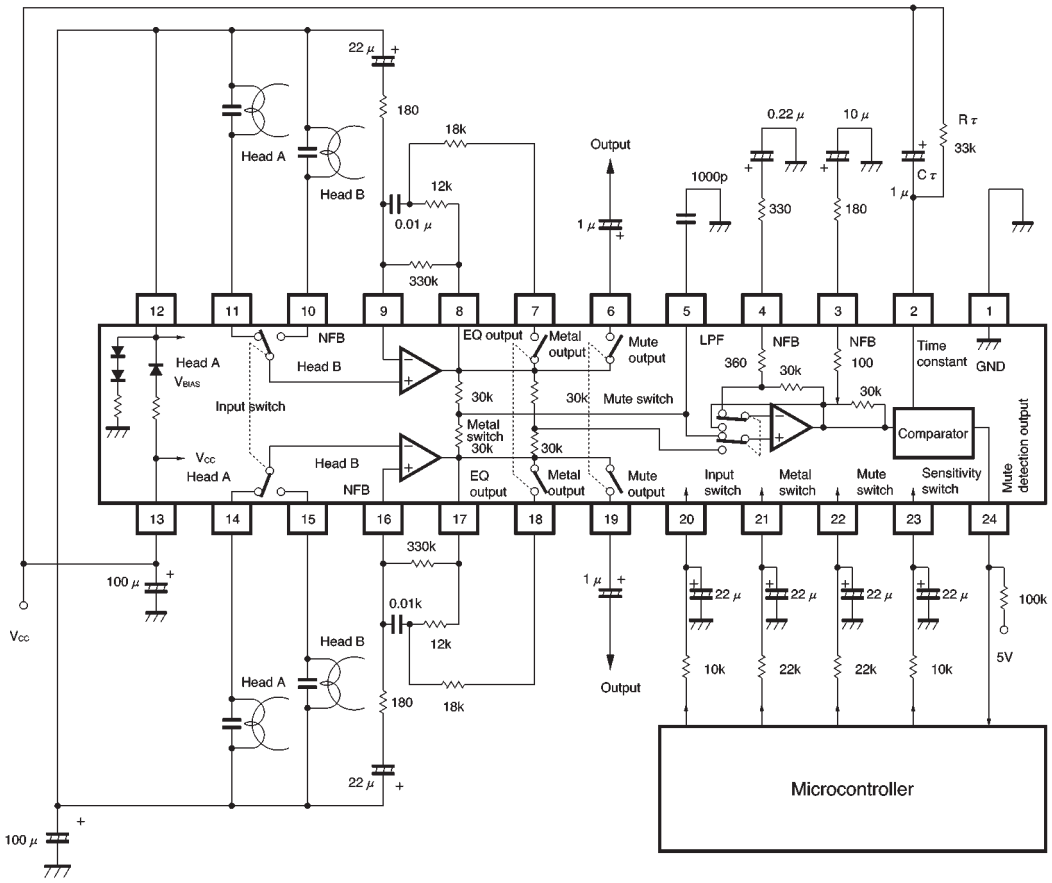 22 μ
+
180
18k
12k
0.01 μ
330k
Head A
Head B
Output
1 μ
+
1000p
0.22 μ
+
330
10 μ
+
180
+
C τ
1 μ
R τ
33k
12
11
10
9
8
7
6
5
4
3
2
1
Head A
VBIAS
VCC
Head A
Input switch
NFB
Head B
−
+
Head B
NFB
−
+
EQ output
Metal output
Mute output
30k
30k
Mute switch
Metal switch
30k
30k
EQ output
Metal output
Mute output
LPF
NFB
360
30k
NFB
100
30k
−
+
Time constant
GND
Comparator
Input switch
Metal switch
Mute switch
Sensitivity switch
Mute detection output
13
14
15
16
17
18
19
20
21
22
23
24
100 μ
+
VCC
330k
0.01k
12k
18k
180
22 μ
+
Head B
Head A
1 μ
+
Output
+
22 μ
+
22 μ
+
22 μ
+
22 μ
100k
5V
10k
22k
22k
10k
Microcontroller
100 μ
+